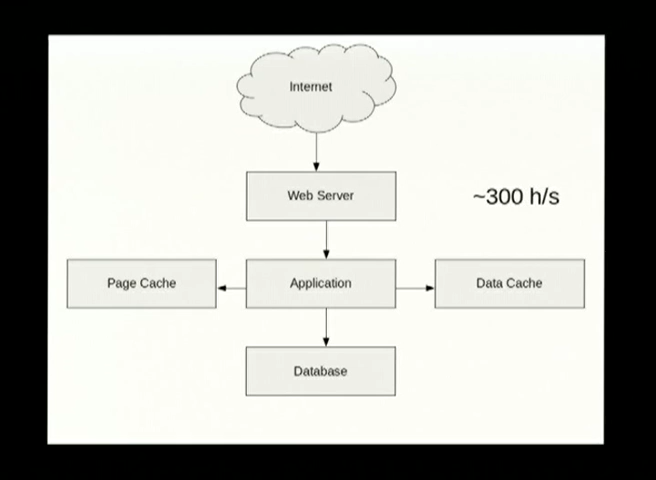 Internet
Web Server
~300 h/s
Page Cache
Application
Data Cache
Database